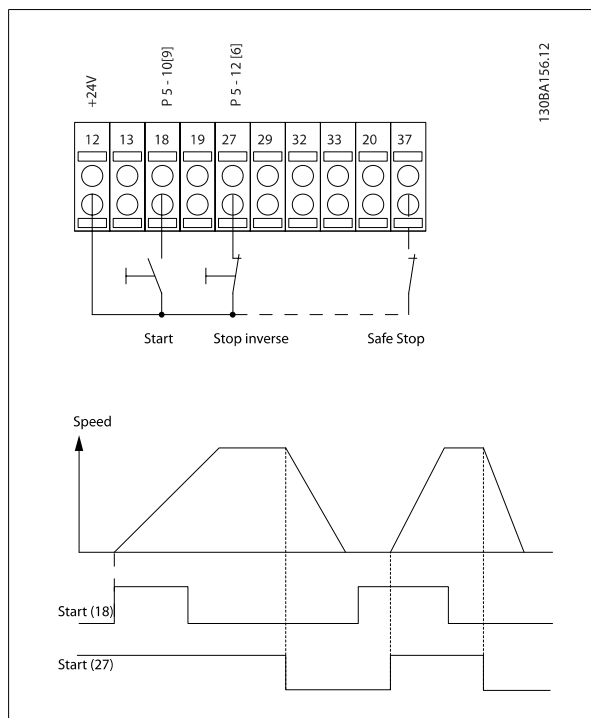 +24V
P 5 - 10[9]
P 5 - 12 [6]
130BA156.12
12 13 18 19 27 29 32 33 20 37
Start Stop inverse Safe Stop
Speed
Start (18)
Start (27)